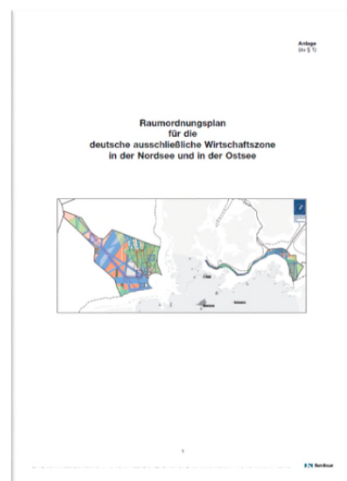 Anlage
(zu § 1)
Raumordnungsplan
für die
deutsche ausschließliche Wirtschaftszone
in der Nordsee und in der Ostsee